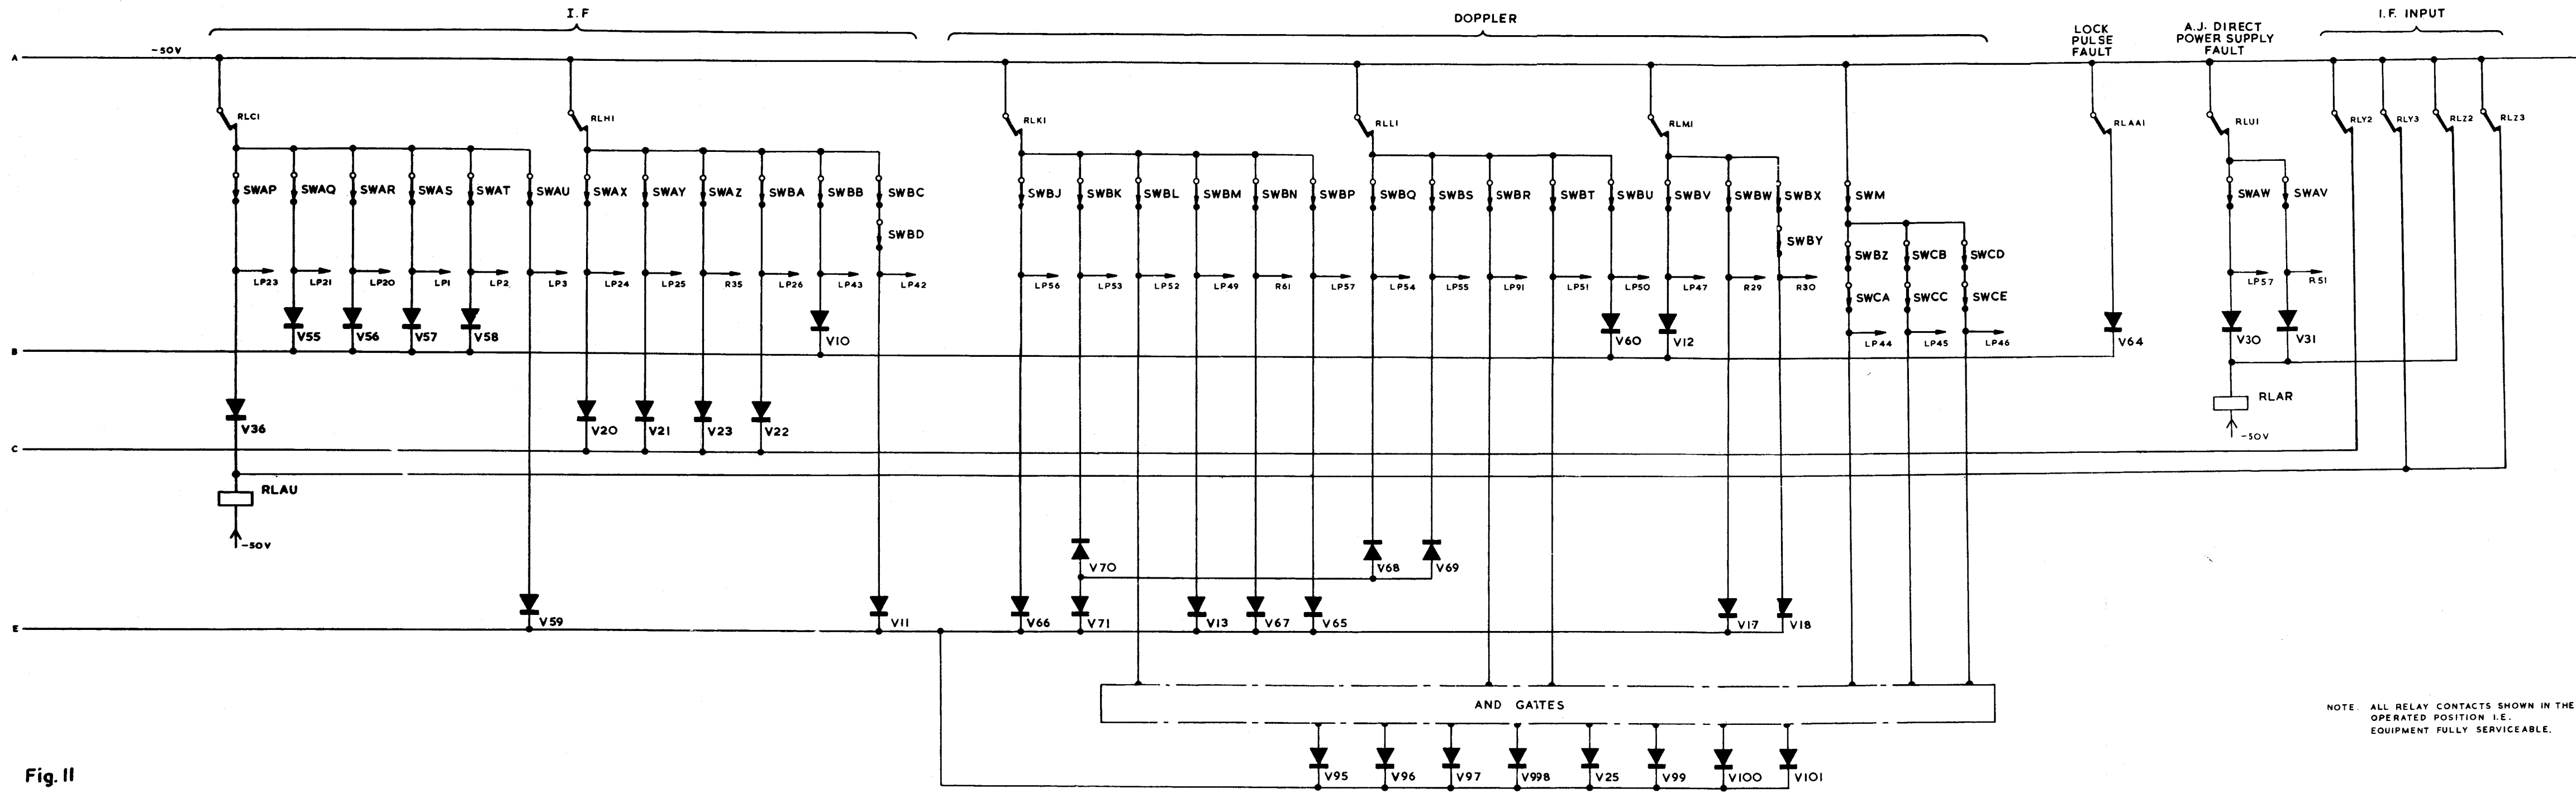 I.F
DOPPLER
I.F. INPUT
LOCK
PULSE
FAULT
A.J. DIRECT
POWER SUPPLY
FAULT
A
-50V
RLC1
RLH1
RLK1
RLL1
RLM1
RLAA1
RLU1
RLY2
RLY3
RLZ2
RLZ3
SWAP
SWAQ
SWAR
SWAS
SWAT
SWAU
SWAX
SWAY
SWAZ
SWBA
SWBB
SWBC
SWBJ
SWBK
SWBL
SWBM
SWBN
SWBP
SWBQ
SWBS
SWBR
SWBT
SWBU
SWBV
SWBW
SWBX
SWM
SWAW
SWAV
SWBD
SWBY
SWBZ
SWCB
SWCD
LP23
LP21
LP20
LP1
LP2
LP3
LP24
LP25
R35
LP26
LP43
LP42
LP56
LP53
LP52
LP49
R61
LP57
LP54
LP55
LP91
LP51
LP50
LP47
R29
R30
LP57
R51
SWCA
SWCC
SWCE
V55
V56
V57
V58
V10
V60
V12
LP44
LP45
LP46
V64
V30
V31
B
RLAR
V36
V20
V21
V23
V22
-50V
C
RLAU
-50V
V70
V68
V69
E
V59
V11
V66
V71
V13
V67
V65
V17
V18
AND GATES
NOTE. ALL RELAY CONTACTS SHOWN IN THE
OPERATED POSITION I.E.
EQUIPMENT FULLY SERVICEABLE.
V95
V96
V97
V998
V25
V99
V100
V101
Fig. 11